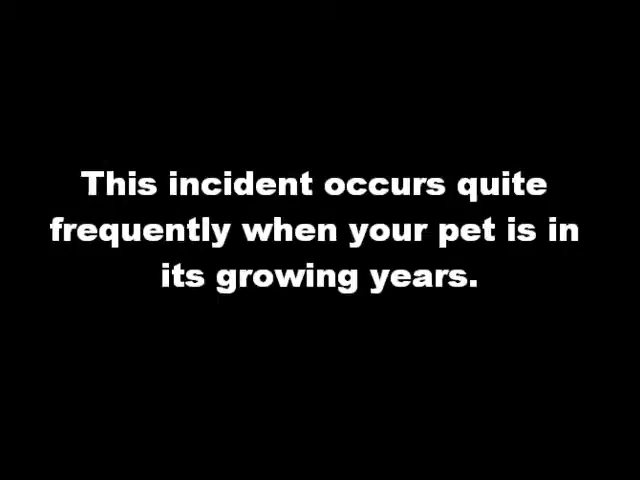 This incident occurs quite
frequently when your pet is in
its growing years.